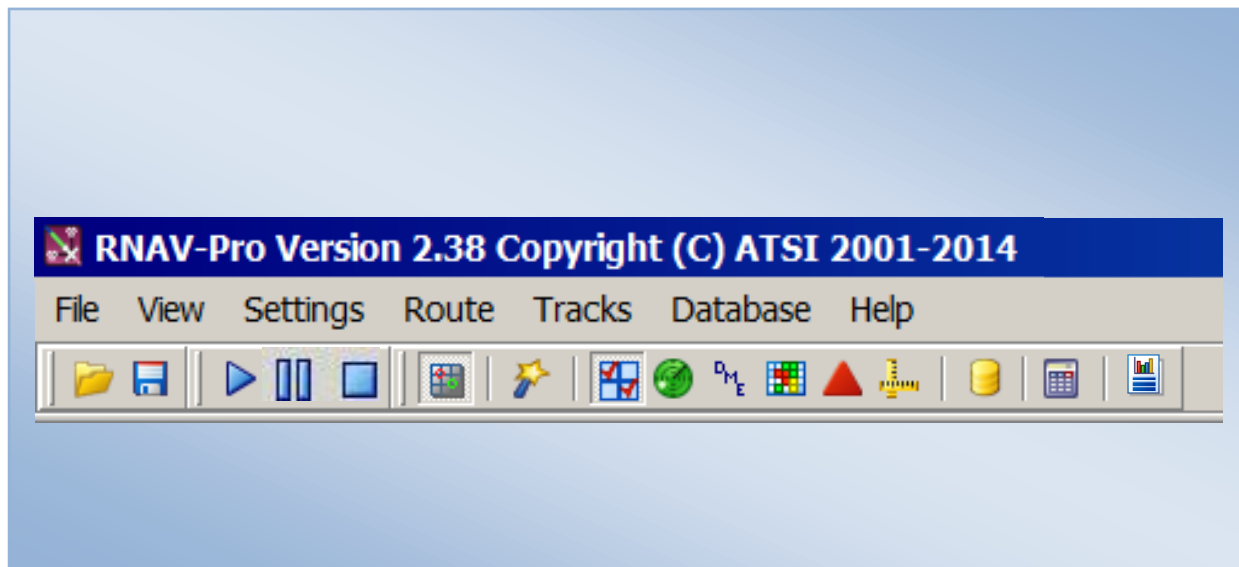 RNAV-Pro Version 2.38 Copyright (C) ATSI 2001-2014
File View Settings Route Tracks Database Help
DME